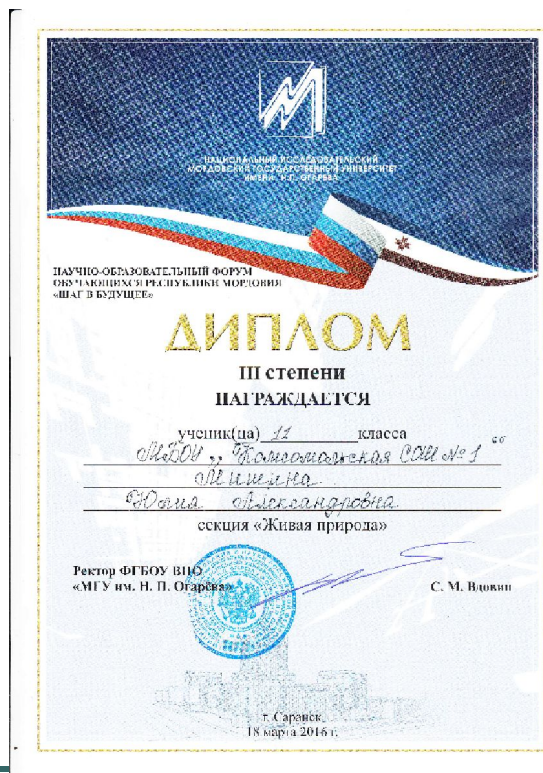 НАЦИОНАЛЬНЫЙ ИССЛЕДОВАТЕЛЬСКИЙ
МОРДОВСКИЙ ГОСУДАРСТВЕННЫЙ УНИВЕРСИТЕТ
ИМЕНИ Н.П. ОГАРЁВА
НАУЧНО-ОБРАЗОВАТЕЛЬНЫЙ ФОРУМ
ОБУЧАЮЩИХСЯ РЕСПУБЛИКИ МОРДОВИЯ
«ШАГ В БУДУЩЕЕ»
ДИПЛОМ
III степени
НАГРАЖДАЕТСЯ
ученик(ца) 11 класса
МБОУ „Комсомольская СОШ №1“
Мишина
Юлия Александровна
секция «Живая природа»
Ректор ФГБОУ ВПО
«МГУ им. Н. П. Огарёва»
С. М. Вдовин
г. Саранск
18 марта 2016 г.